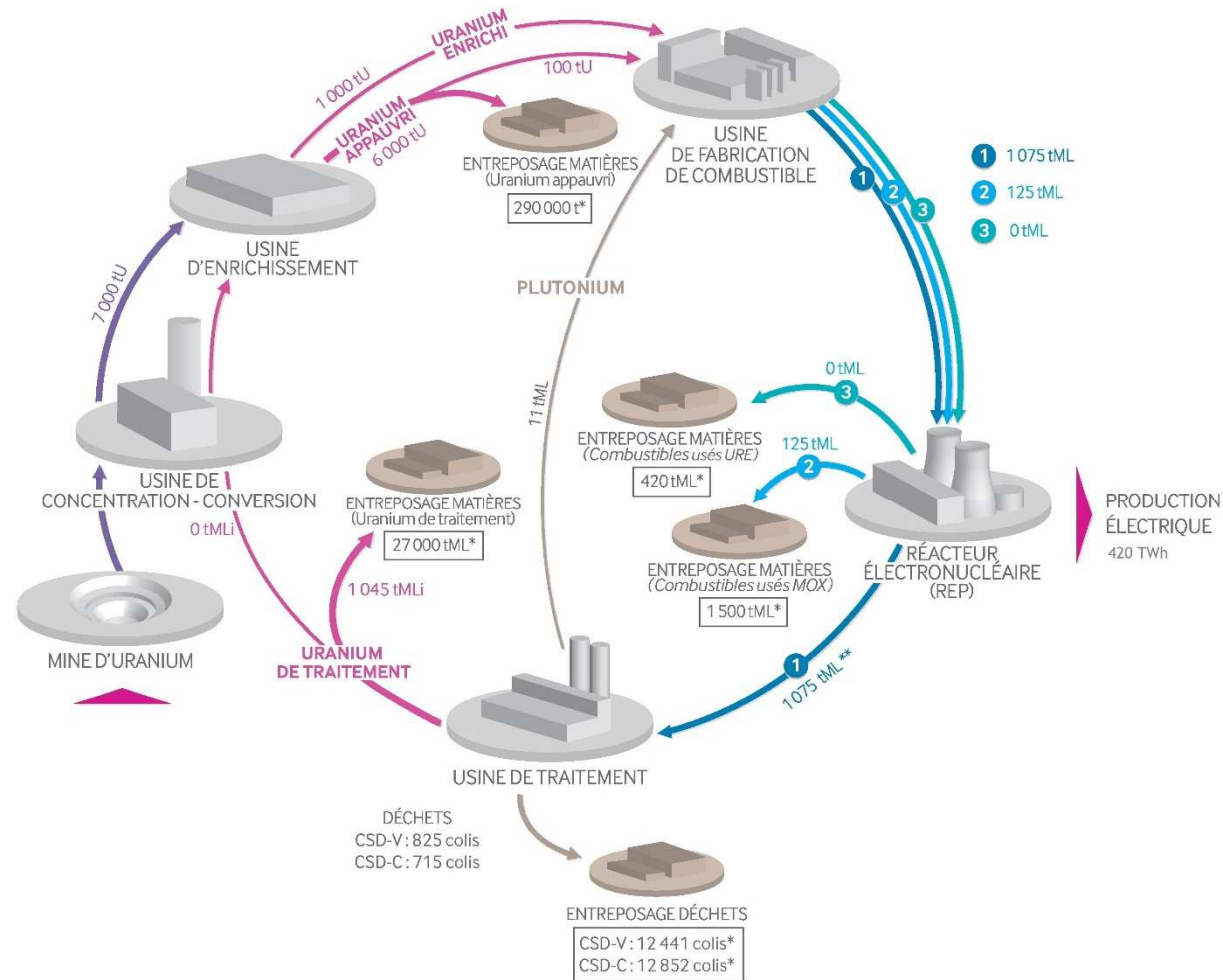 URANIUM
ENRICHI
1 000 tU
100 tU
URANIUM
APPAUVRI
6 000 tU
ENTREPOSAGE MATIÈRES
(Uranium appauvri)
290 000 t*
USINE
DE FABRICATION
DE COMBUSTIBLE
1
2
3
1 1 075 tML
2 125 tML
3 0 tML
USINE
D'ENRICHISSEMENT
7 000 tU
PLUTONIUM
11 tML
USINE DE
CONCENTRATION - CONVERSION
0 tMLi
ENTREPOSAGE MATIÈRES
(Uranium de traitement)
27 000 tML*
1 045 tMLi
0 tML
3
ENTREPOSAGE MATIÈRES
(Combustibles usés URE)
420 tML*
125 tML
2
ENTREPOSAGE MATIÈRES
(Combustibles usés MOX)
1 500 tML*
RÉACTEUR
ÉLECTRONUCLÉAIRE
(REP)
PRODUCTION
ÉLECTRIQUE
420 TWh
MINE D'URANIUM
URANIUM
DE TRAITEMENT
1
1 075 tML **
USINE DE TRAITEMENT
DÉCHETS
CSD-V : 825 colis
CSD-C : 715 colis
ENTREPOSAGE DÉCHETS
CSD-V : 12 441 colis*
CSD-C : 12 852 colis*